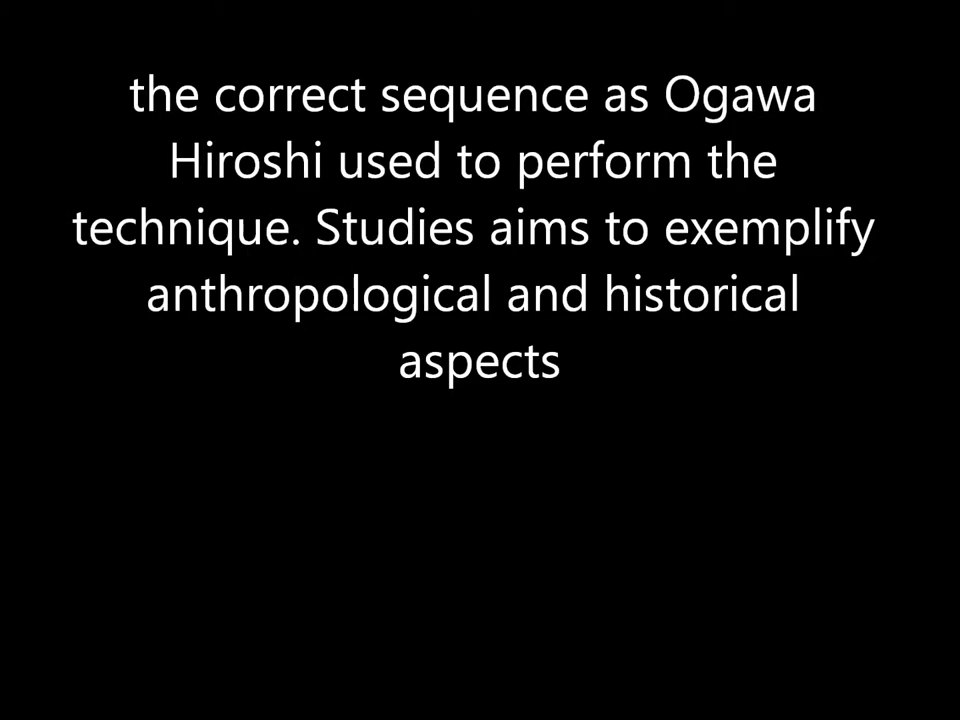 the correct sequence as Ogawa
Hiroshi used to perform the
technique. Studies aims to exemplify
anthropological and historical
aspects